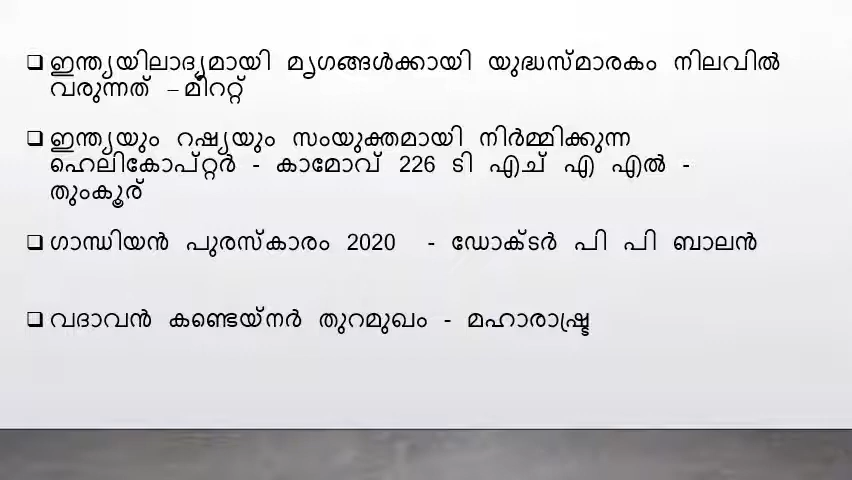 ഇന്ത്യയിലാദ്യമായി മൃഗങ്ങൾക്കായി യുദ്ധസ്മാരകം നിലവിൽ
വരുന്നത് – മീററ്റ്
ഇന്ത്യയും റഷ്യയും സംയുക്തമായി നിർമ്മിക്കുന്ന
ഹെലികോപ്റ്റർ - കാമോവ് 226 ടി എച്ച് എ എൽ -
തുംകൂര്
ഗാന്ധിയൻ പുരസ്കാരം 2020 - ഡോക്ടർ പി പി ബാലൻ
വദാവൻ കണ്ടെയ്നർ തുറമുഖം - മഹാരാഷ്ട്ര